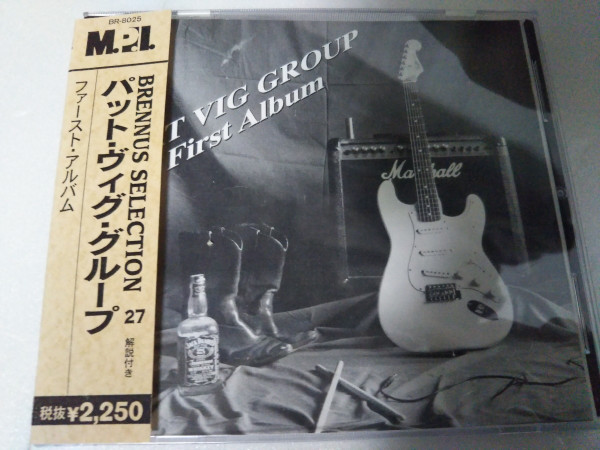 BR-8025
M.P.I.
BRENNUS SELECTION 27
パット・ヴィグ・グループ
ファースト・アルバム
解説付き
税抜¥2,250
T VIG GROUP
First Album
Marshall